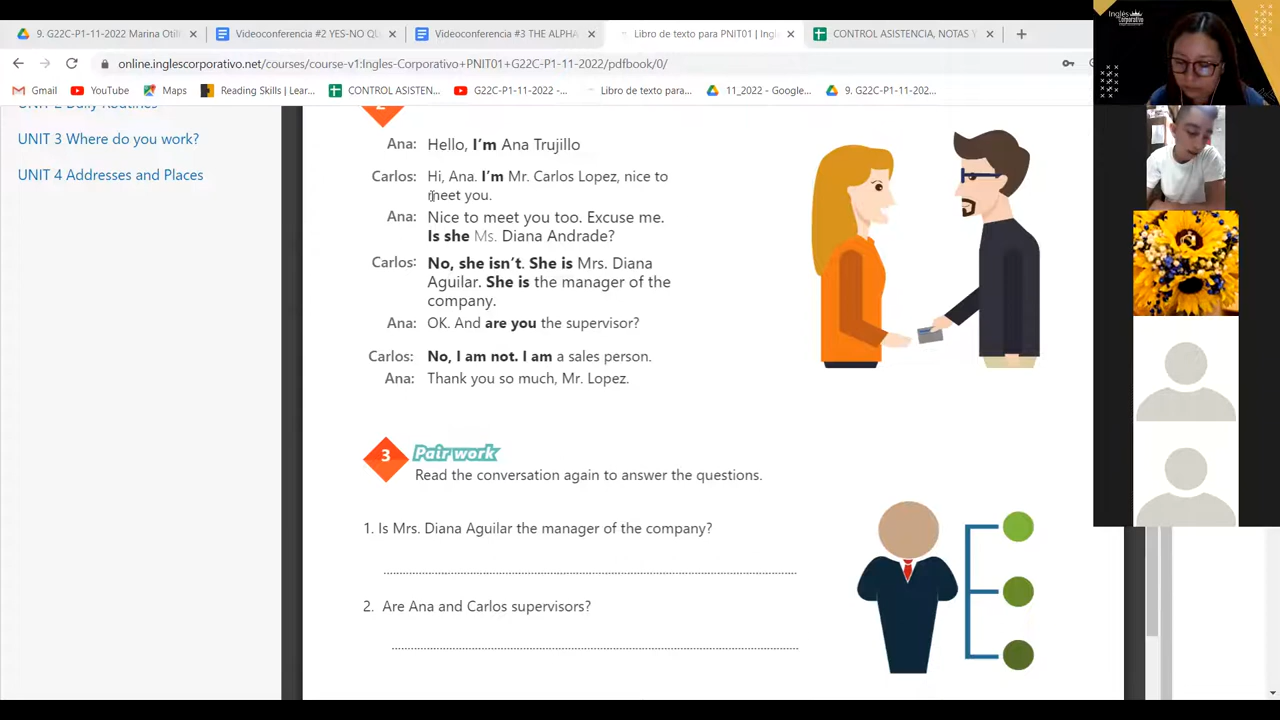 9. G22C-P1-11-2022 Marina Otili
Videoconferencia #2 YES-NO QU
Videoconferencia #3 THE ALPHA
Libro de texto para PNIT01 | Ingl
CONTROL ASISTENCIA, NOTAS Y
online.inglescorporativo.net/courses/course-v1:Ingles-Corporativo+PNIT01+G22C-P1-11-2022/pdfbook/0/
Gmail
YouTube
Maps
Reading Skills | Lear...
CONTROL ASISTEN...
G22C-P1-11-2022 -...
Libro de texto para...
11_2022 - Google...
9. G22C-P1-11-202...
Inglés
Corporativo
UNIT 2 Daily Routines
UNIT 3 Where do you work?
UNIT 4 Addresses and Places
2
Ana: Hello, I'm Ana Trujillo
Carlos: Hi, Ana. I'm Mr. Carlos Lopez, nice to
meet you.
Ana: Nice to meet you too. Excuse me.
Is she Ms. Diana Andrade?
Carlos: No, she isn't. She is Mrs. Diana
Aguilar. She is the manager of the
company.
Ana: OK. And are you the supervisor?
Carlos: No, I am not. I am a sales person.
Ana: Thank you so much, Mr. Lopez.
3 Pair work
Read the conversation again to answer the questions.
1. Is Mrs. Diana Aguilar the manager of the company?
2. Are Ana and Carlos supervisors?